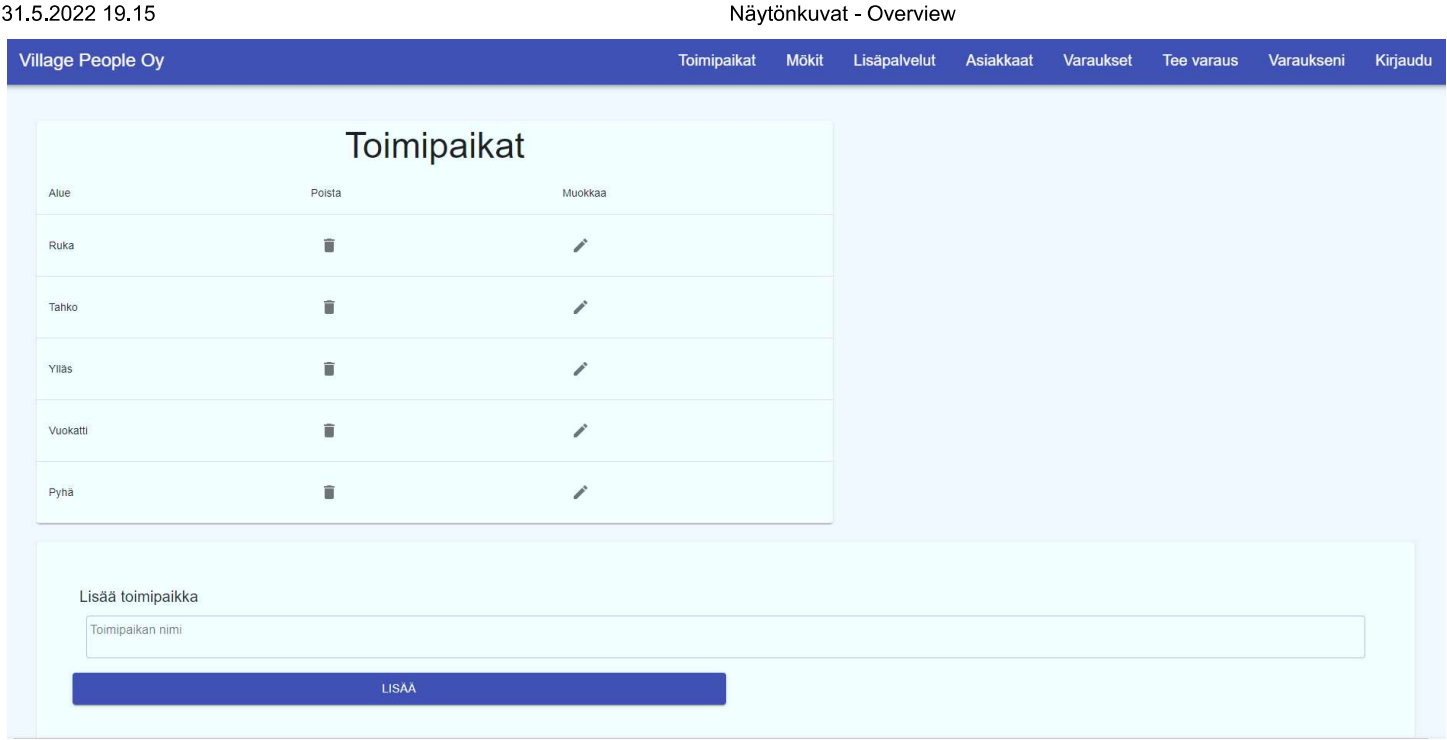 31.5.2022 19.15 Näytönkuvat - Overview
Village People Oy Toimipaikat Mökit Lisäpalvelut Asiakkaat Varaukset Tee varaus Varaukseni Kirjaudu
Toimipaikat
Alue Poista Muokkaa
Ruka
Tahko
Ylläs
Vuokatti
Pyhä
Lisää toimipaikka
Toimipaikan nimi
LISÄÄ